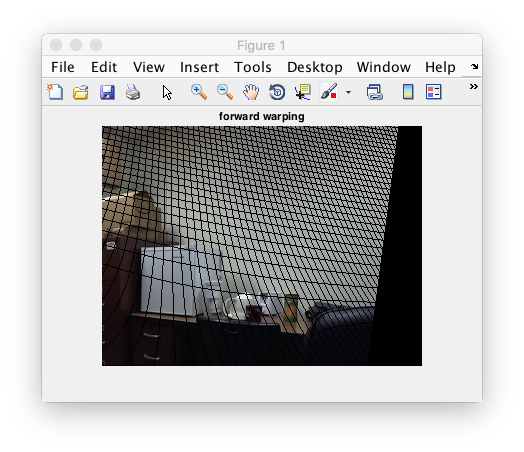 Figure 1
File Edit View Insert Tools Desktop Window Help
forward warping